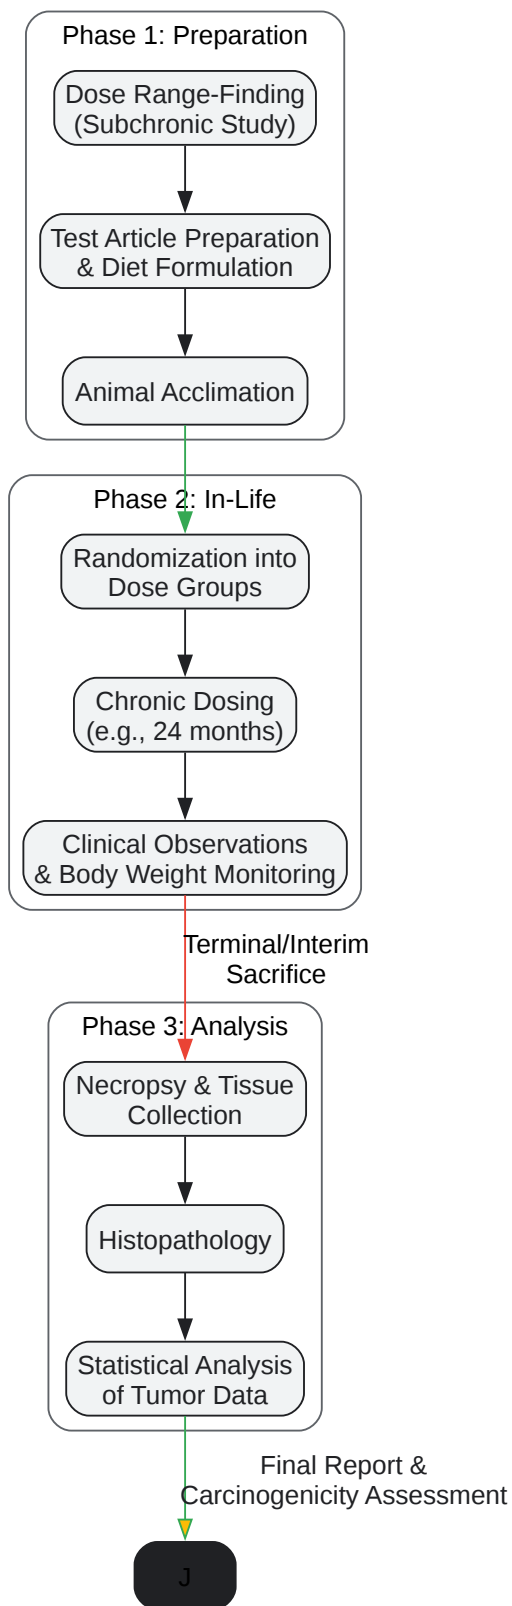 Phase 1: Preparation
Dose Range-Finding
(Subchronic Study)
Test Article Preparation
& Diet Formulation
Animal Acclimation
Phase 2: In-Life
Randomization into
Dose Groups
Chronic Dosing
(e.g., 24 months)
Clinical Observations
& Body Weight Monitoring
Terminal/Interim
Sacrifice
Phase 3: Analysis
Necropsy & Tissue
Collection
Histopathology
Statistical Analysis
of Tumor Data
Final Report &
Carcinogenicity Assessment
J